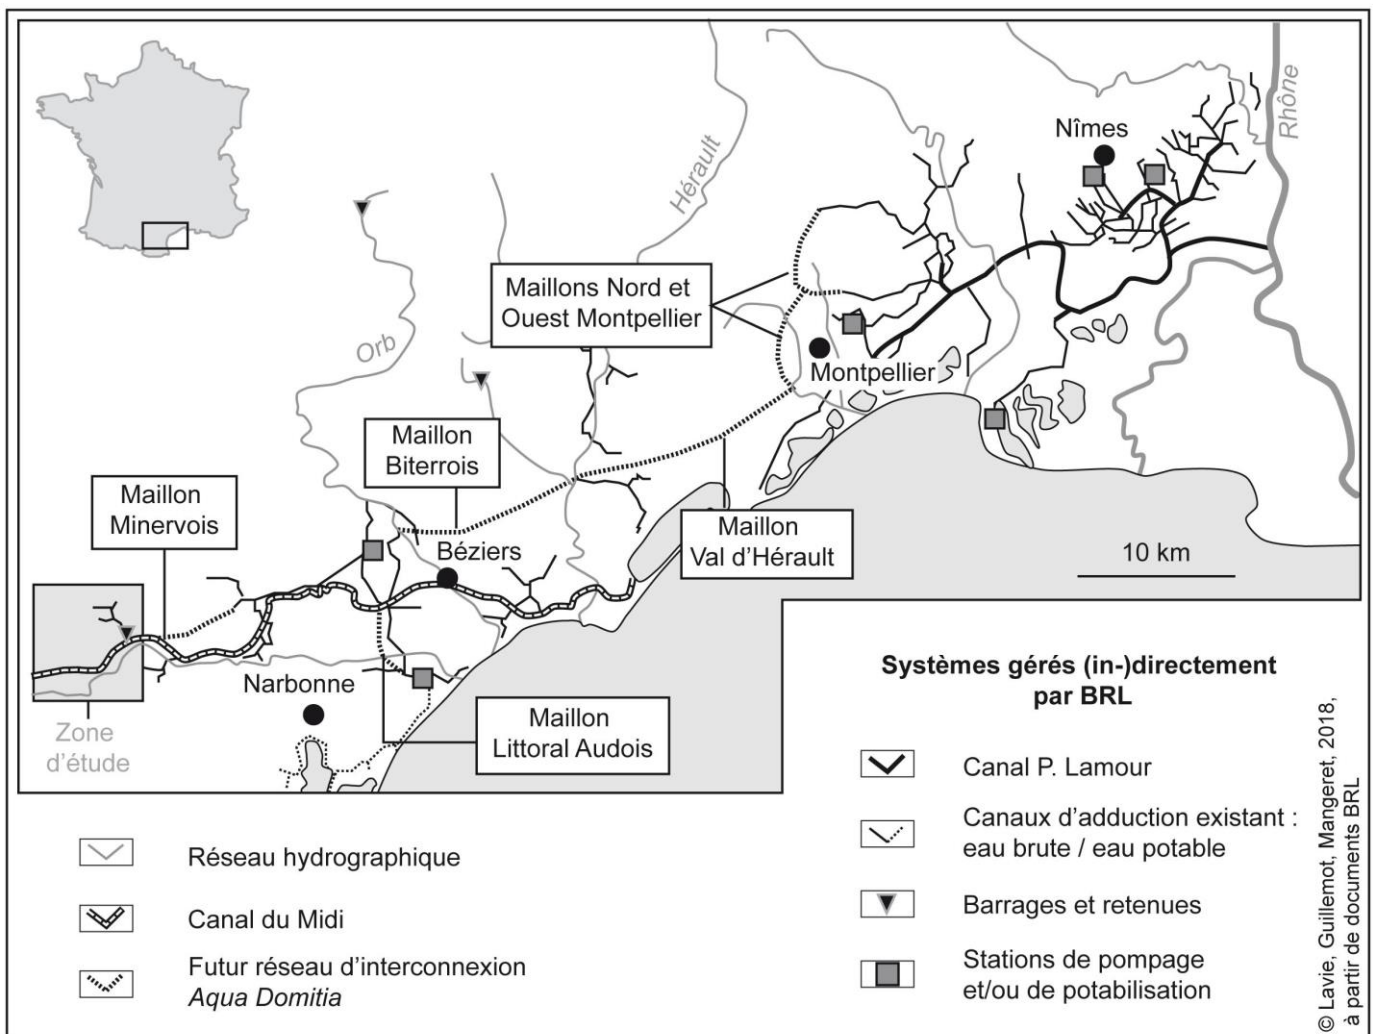 Rhône
Nîmes
Hérault
Maillons Nord et
Ouest Montpellier
Orb
Montpellier
Maillon
Biterrois
Maillon
Minervois
Maillon
Val d’Hérault
Béziers
10 km
Narbonne
Zone
d’étude
Maillon
Littoral Audois
Systèmes gérés (in-)directement
par BRL
Canal P. Lamour
Canaux d’adduction existant :
eau brute / eau potable
Barrages et retenues
Stations de pompage
et/ou de potabilisation
Réseau hydrographique
Canal du Midi
Futur réseau d’interconnexion
Aqua Domitia
© Lavie, Guillemot, Mangeret, 2018,
à partir de documents BRL